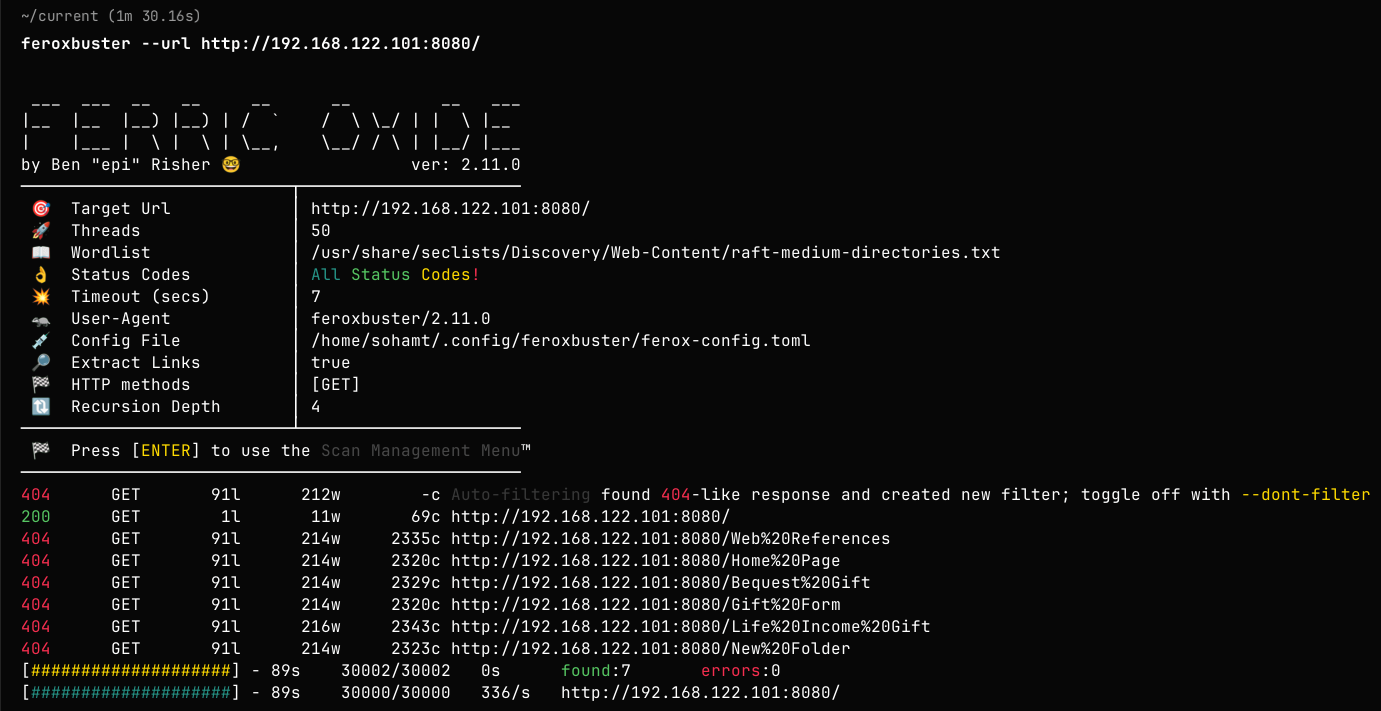 ~/current (1m 30.16s)
feroxbuster --url http://192.168.122.101:8080/
 ___  ___  __   __     __      __         __   ___
|__  |__  |__) |__) | /  `    /  \ \_/ | |  \ |__
|    |___ |  \ |  \ | \__,    \__/ / \ | |__/ |___
by Ben "epi" Risher 🤓                 ver: 2.11.0
🎯 Target Url │ http://192.168.122.101:8080/
🚀 Threads │ 50
📖 Wordlist │ /usr/share/seclists/Discovery/Web-Content/raft-medium-directories.txt
👌 Status Codes │ All Status Codes!
💥 Timeout (secs) │ 7
🦡 User-Agent │ feroxbuster/2.11.0
💉 Config File │ /home/sohamt/.config/feroxbuster/ferox-config.toml
🔎 Extract Links │ true
🏁 HTTP methods │ [GET]
🔃 Recursion Depth │ 4
🏁 Press [ENTER] to use the Scan Management Menu™
404 GET 91l 212w -c Auto-filtering found 404-like response and created new filter; toggle off with --dont-filter
200 GET 1l 11w 69c http://192.168.122.101:8080/
404 GET 91l 214w 2335c http://192.168.122.101:8080/Web%20References
404 GET 91l 214w 2320c http://192.168.122.101:8080/Home%20Page
404 GET 91l 214w 2329c http://192.168.122.101:8080/Bequest%20Gift
404 GET 91l 214w 2320c http://192.168.122.101:8080/Gift%20Form
404 GET 91l 216w 2343c http://192.168.122.101:8080/Life%20Income%20Gift
404 GET 91l 214w 2323c http://192.168.122.101:8080/New%20Folder
[####################] - 89s 30002/30002 0s found:7 errors:0
[####################] - 89s 30000/30000 336/s http://192.168.122.101:8080/